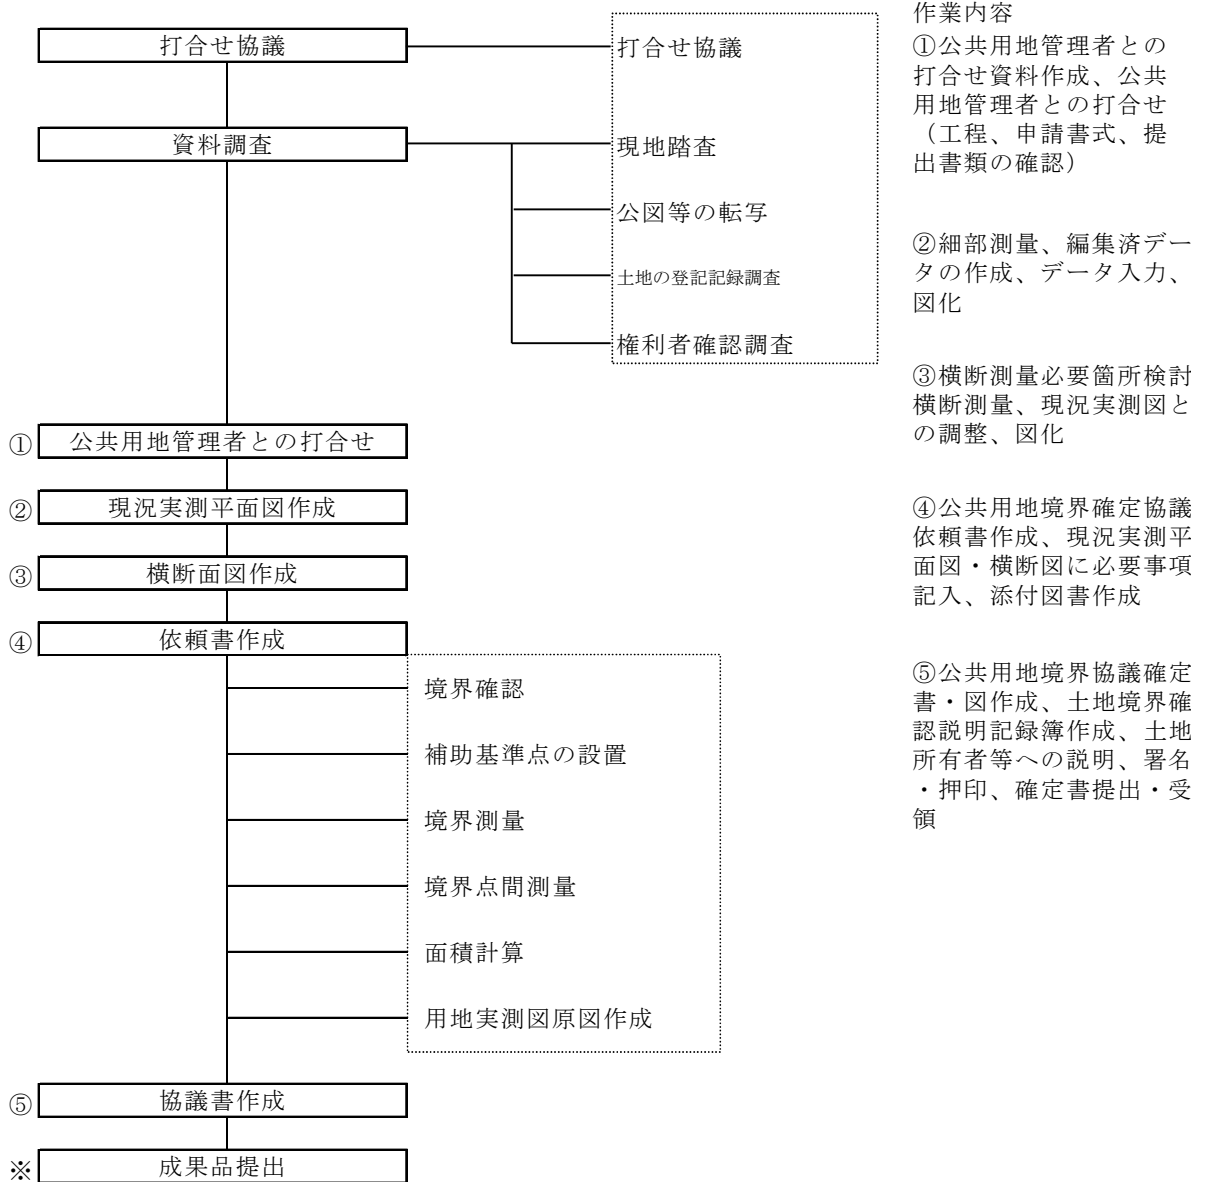 打合せ協議
打合せ協議
資料調査
現地踏査
公図等の転写
土地の登記記録調査
権利者確認調査
① 公共用地管理者との打合せ
② 現況実測平面図作成
③ 横断面図作成
④ 依頼書作成
境界確認
補助基準点の設置
境界測量
境界点間測量
面積計算
用地実測図原図作成
⑤ 協議書作成
※ 成果品提出
作業内容
①公共用地管理者との
打合せ資料作成、公共
用地管理者との打合せ
（工程、申請書式、提
出書類の確認）
②細部測量、編集済デー
タの作成、データ入力、
図化
③横断測量必要箇所検討
横断測量、現況実測図と
の調整、図化
④公共用地境界確定協議
依頼書作成、現況実測平
面図・横断図に必要事項
記入、添付図書作成
⑤公共用地境界協議確定
書・図作成、土地境界確
認説明記録簿作成、土地
所有者等への説明、署名
・押印、確定書提出・受
領